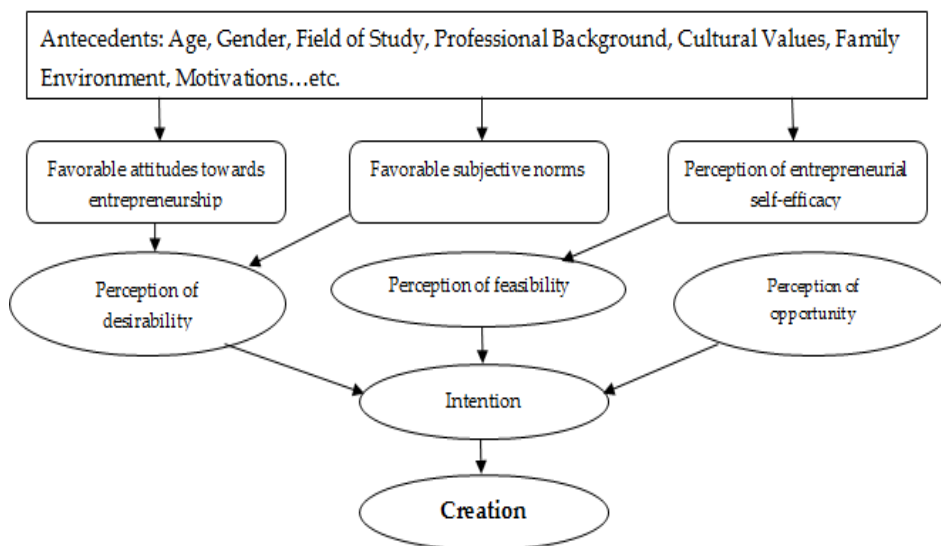 Antecedents: Age, Gender, Field of Study, Professional Background, Cultural Values, Family
Environment, Motivations…etc.
Favorable attitudes towards
entrepreneurship
Favorable subjective norms
Perception of entrepreneurial
self-efficacy
Perception of
desirability
Perception of feasibility
Perception of
opportunity
Intention
Creation